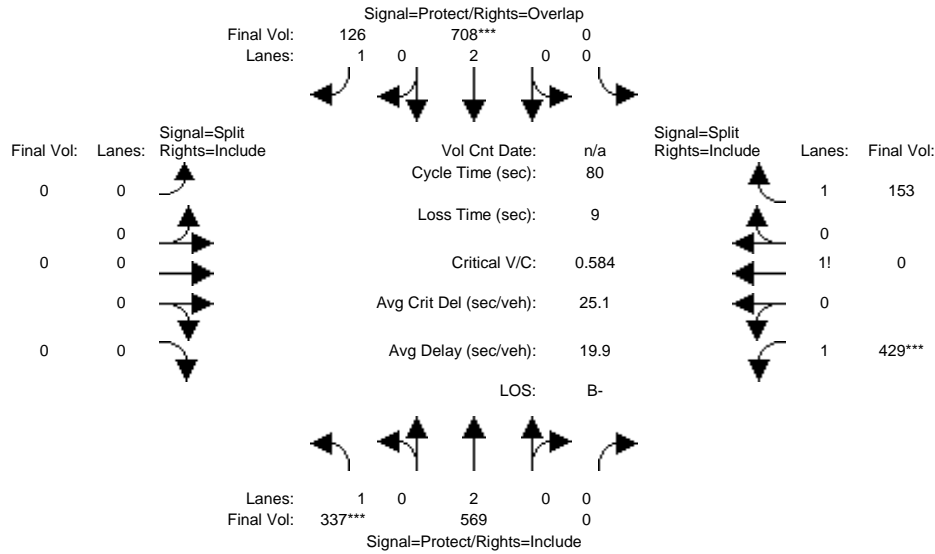 Signal=Protect/Rights=Overlap
Final Vol: 126 708*** 0
Lanes: 1 0 2 0 0
Signal=Split
Rights=Include
Signal=Split
Rights=Include
Final Vol: Lanes: Vol Cnt Date: n/a Lanes: Final Vol:
Cycle Time (sec): 80
0 0 1 153
Loss Time (sec): 9
0 0
0 0 Critical V/C: 0.584 1! 0
0 Avg Crit Del (sec/veh): 25.1 0
0 0 Avg Delay (sec/veh): 19.9 1 429***
LOS: B-
Lanes: 1 0 2 0 0
Final Vol: 337*** 569 0
Signal=Protect/Rights=Include